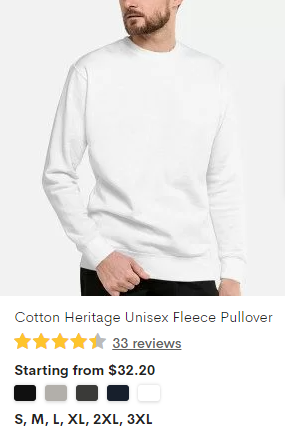 Cotton Heritage Unisex Fleece Pullover
33 reviews
Starting from $32.20
S, M, L, XL, 2XL, 3XL